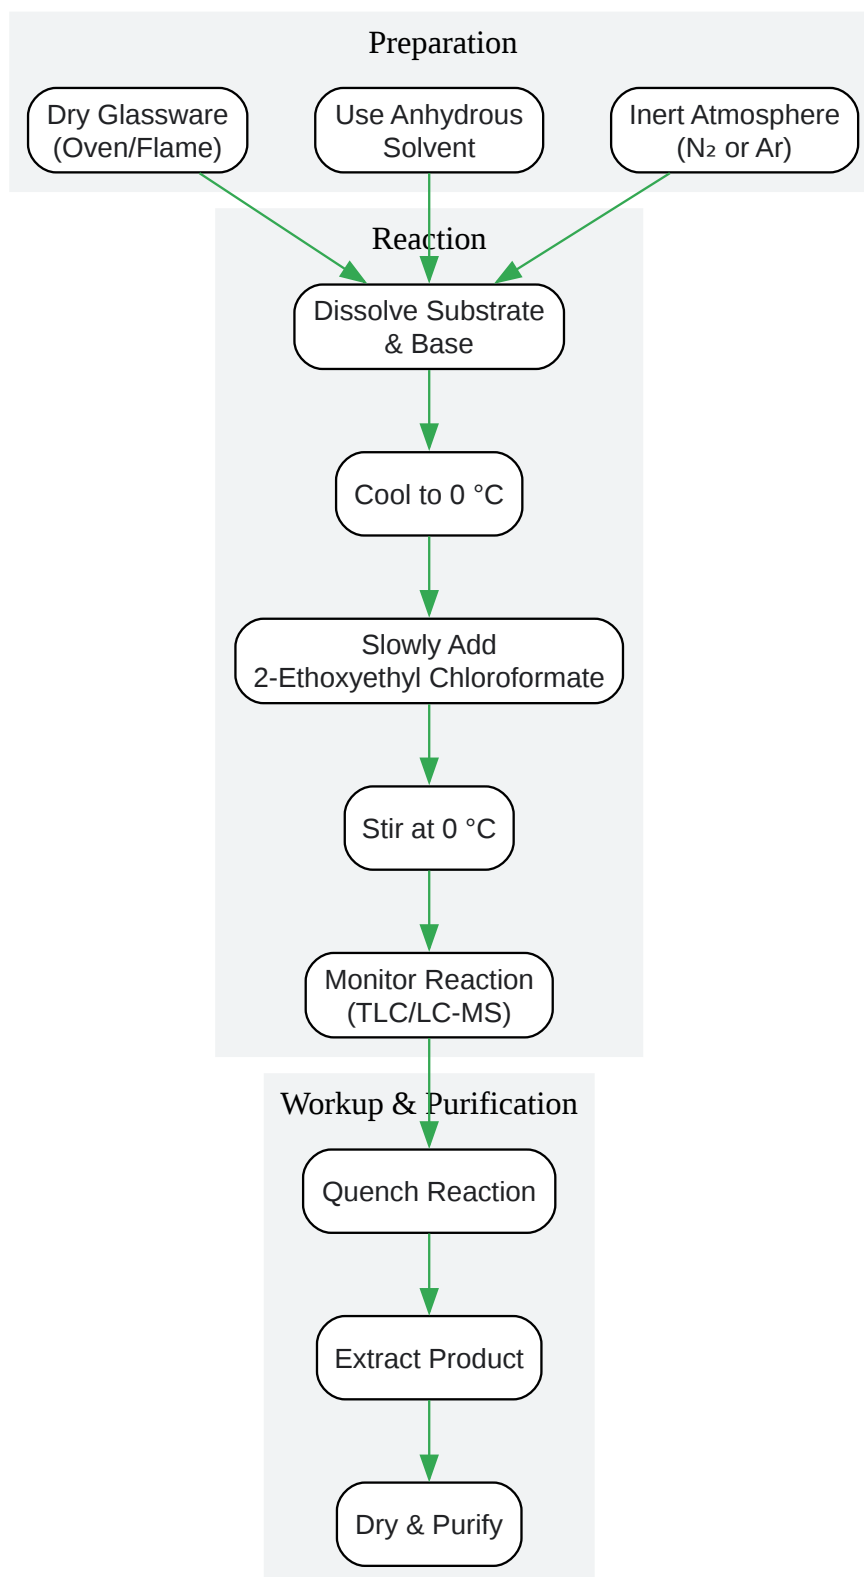 Preparation
Dry Glassware
(Oven/Flame)
Use Anhydrous
Solvent
Inert Atmosphere
(N₂ or Ar)
Reaction
Dissolve Substrate
& Base
Cool to 0 °C
Slowly Add
2-Ethoxyethyl Chloroformate
Stir at 0 °C
Monitor Reaction
(TLC/LC-MS)
Workup & Purification
Quench Reaction
Extract Product
Dry & Purify